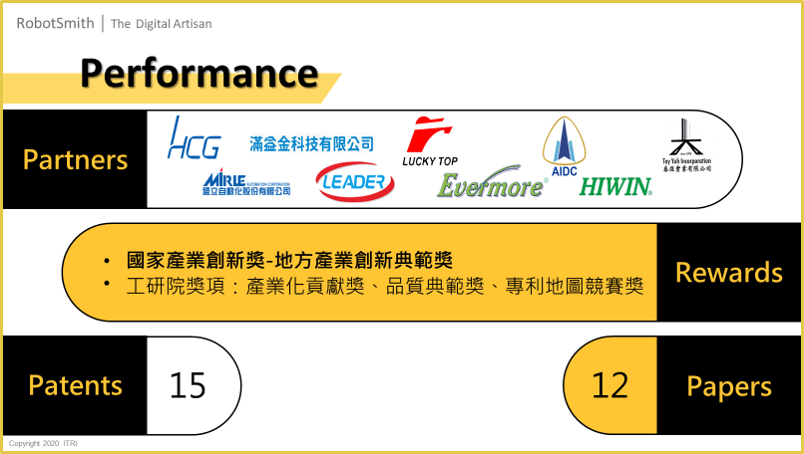 RobotSmith | The Digital Artisan
Performance
Partners
HCG
滿益金科技有限公司
LUCKY TOP
AIDC
Tay Yuh Incorporation
MIRLE AUTOMATION CORPORATION
盟立自動化股份有限公司
LEADER
Evermore®
HIWIN®
• 國家產業創新獎-地方產業創新典範獎
• 工研院獎項：產業化貢獻獎、品質典範獎、專利地圖競賽獎
Rewards
Patents
15
12
Papers
Copyright 2020 ITRI